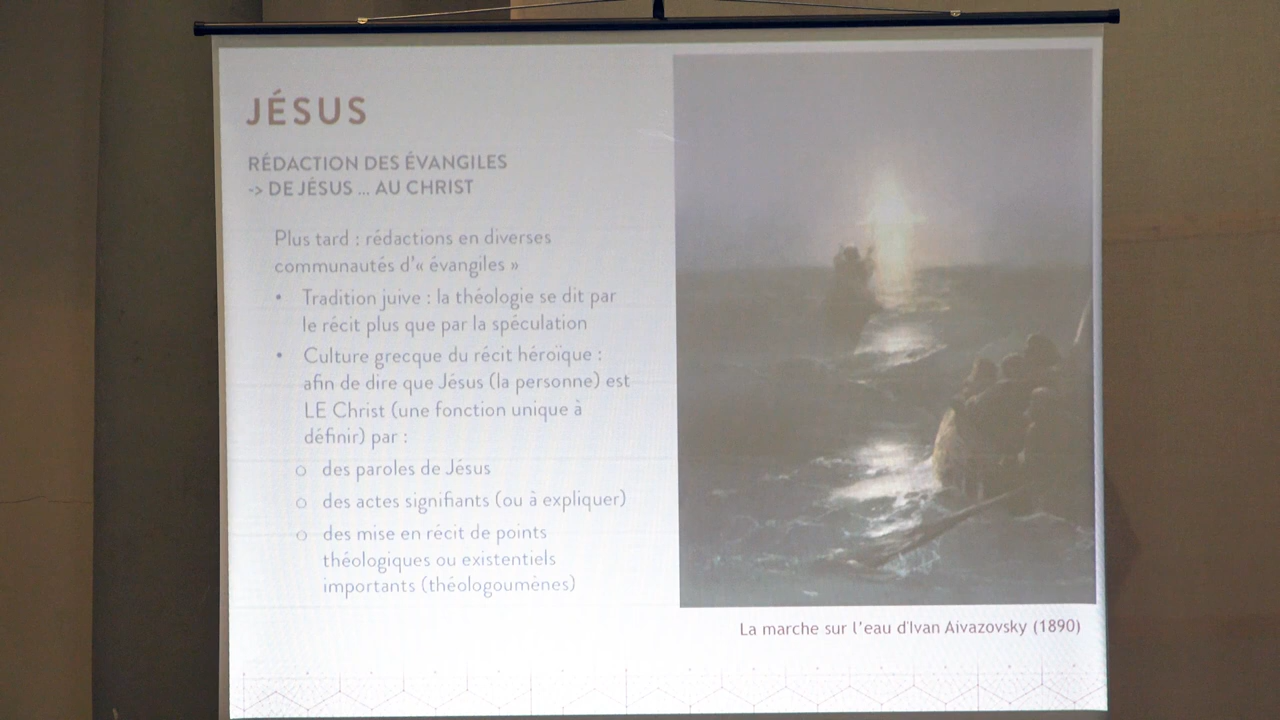 JÉSUS
RÉDACTION DES ÉVANGILES
-> DE JÉSUS ... AU CHRIST
Plus tard : rédactions en diverses
communautés d'« évangiles »
• Tradition juive : la théologie se dit par
le récit plus que par la spéculation
• Culture grecque du récit héroïque :
afin de dire que Jésus (la personne) est
LE Christ (une fonction unique à
définir) par :
o des paroles de Jésus
o des actes signifiants (ou à expliquer)
o des mise en récit de points
théologiques ou existentiels
importants (théologoumènes)
La marche sur l'eau d'Ivan Aivazovsky (1890)